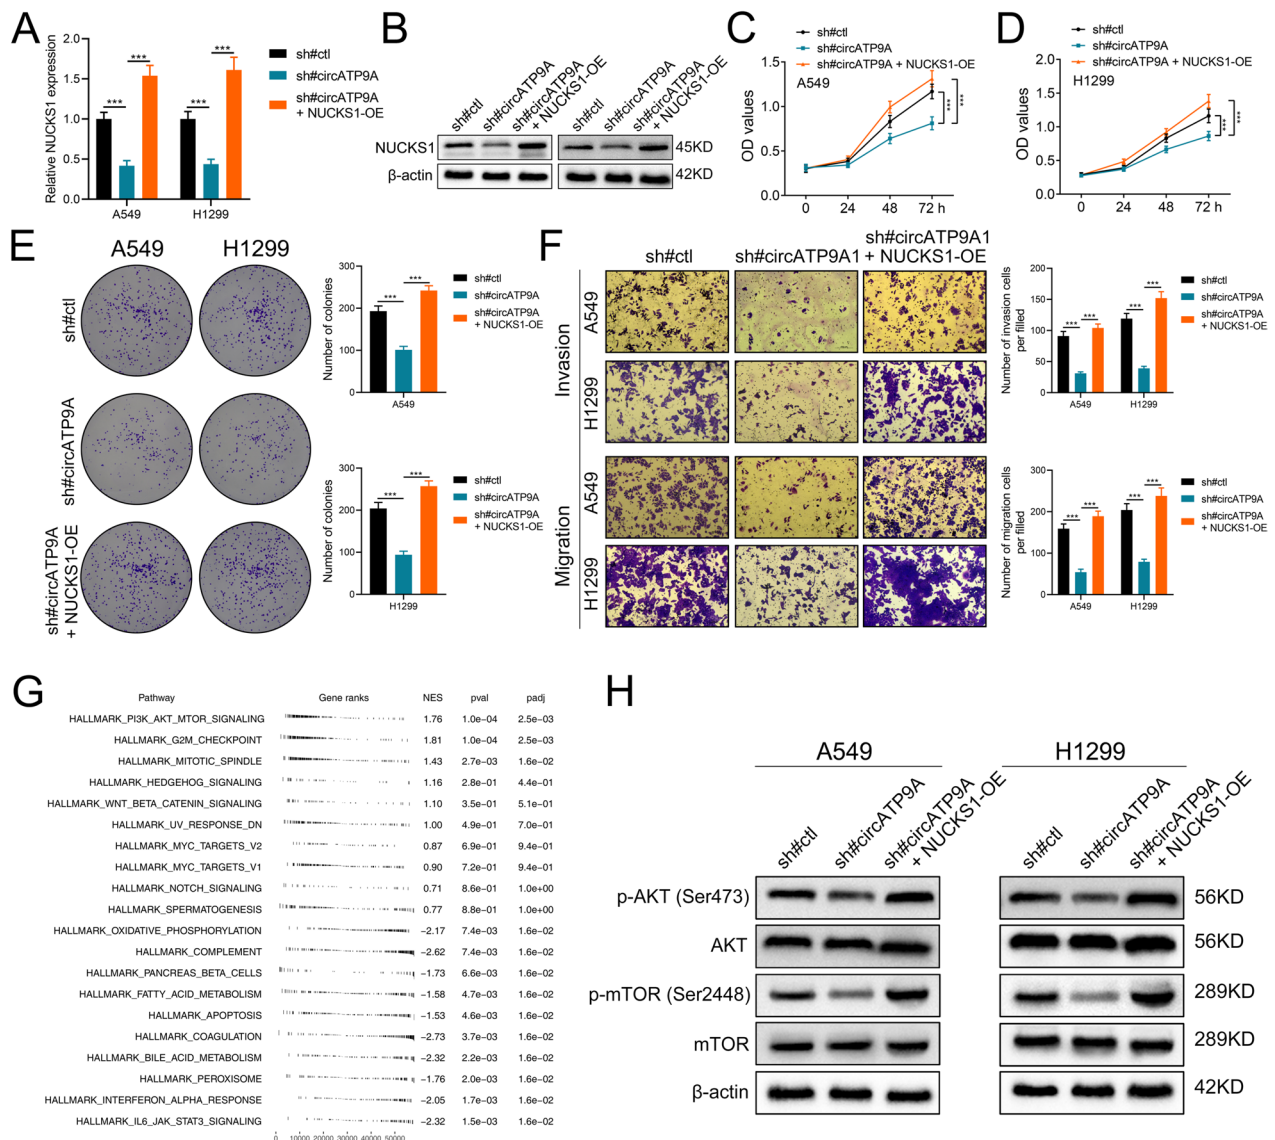 A
Relative NUCKS1 expression
2.0
1.5
1.0
0.5
0.0
***
***
***
***
A549
H1299
sh#ctl
sh#circATP9A
sh#circATP9A
+ NUCKS1-OE
B
sh#ctl
sh#circATP9A
sh#circATP9A
+ NUCKS1-OE
sh#ctl
sh#circATP9A
sh#circATP9A
+ NUCKS1-OE
NUCKS1
45KD
β-actin
42KD
C
sh#ctl
sh#circATP9A
sh#circATP9A + NUCKS1-OE
A549
OD values
1.5
1.0
0.5
0.0
0
24
48
72 h
***
***
D
sh#ctl
sh#circATP9A
sh#circATP9A + NUCKS1-OE
H1299
OD values
2.0
1.5
1.0
0.5
0.0
0
24
48
72 h
***
***
E
A549
H1299
sh#ctl
sh#circATP9A
sh#circATP9A
+ NUCKS1-OE
Number of colonies
300
200
100
0
***
***
A549
sh#ctl
sh#circATP9A
sh#circATP9A
+ NUCKS1-OE
Number of colonies
300
200
100
0
***
***
H1299
sh#ctl
sh#circATP9A
sh#circATP9A
+ NUCKS1-OE
F
sh#ctl
sh#circATP9A1
sh#circATP9A1
+ NUCKS1-OE
Invasion
A549
H1299
Migration
A549
H1299
Number of invasion cells
per filled
200
150
100
50
0
***
***
***
***
A549
H1299
sh#ctl
sh#circATP9A
sh#circATP9A
+ NUCKS1-OE
Number of migration cells
per filled
300
200
100
0
***
***
***
***
A549
H1299
sh#ctl
sh#circATP9A
sh#circATP9A
+ NUCKS1-OE
G
Pathway Gene ranks NES pval padj
HALLMARK_PI3K_AKT_MTOR_SIGNALING 1.76 1.0e−04 2.5e−03
HALLMARK_G2M_CHECKPOINT 1.81 1.0e−04 2.5e−03
HALLMARK_MITOTIC_SPINDLE 1.43 2.7e−03 1.6e−02
HALLMARK_HEDGEHOG_SIGNALING 1.16 2.8e−01 4.4e−01
HALLMARK_WNT_BETA_CATENIN_SIGNALING 1.10 3.5e−01 5.1e−01
HALLMARK_UV_RESPONSE_DN 1.00 4.9e−01 7.0e−01
HALLMARK_MYC_TARGETS_V2 0.87 6.9e−01 9.4e−01
HALLMARK_MYC_TARGETS_V1 0.90 7.2e−01 9.4e−01
HALLMARK_NOTCH_SIGNALING 0.71 8.6e−01 1.0e+00
HALLMARK_SPERMATOGENESIS 0.77 8.8e−01 1.0e+00
HALLMARK_OXIDATIVE_PHOSPHORYLATION −2.17 7.4e−03 1.6e−02
HALLMARK_COMPLEMENT −2.62 7.4e−03 1.6e−02
HALLMARK_PANCREAS_BETA_CELLS −1.73 6.6e−03 1.6e−02
HALLMARK_FATTY_ACID_METABOLISM −1.58 4.7e−03 1.6e−02
HALLMARK_APOPTOSIS −1.53 4.6e−03 1.6e−02
HALLMARK_COAGULATION −2.73 3.7e−03 1.6e−02
HALLMARK_BILE_ACID_METABOLISM −2.32 2.2e−03 1.6e−02
HALLMARK_PEROXISOME −1.76 2.0e−03 1.6e−02
HALLMARK_INTERFERON_ALPHA_RESPONSE −2.05 1.7e−03 1.6e−02
HALLMARK_IL6_JAK_STAT3_SIGNALING −2.32 1.5e−03 1.6e−02
0 10000 20000 30000 40000 50000
H
A549
H1299
sh#ctl
sh#circATP9A
sh#circATP9A
+ NUCKS1-OE
sh#ctl
sh#circATP9A
sh#circATP9A
+ NUCKS1-OE
p-AKT (Ser473)
56KD
AKT
56KD
p-mTOR (Ser2448)
289KD
mTOR
289KD
β-actin
42KD